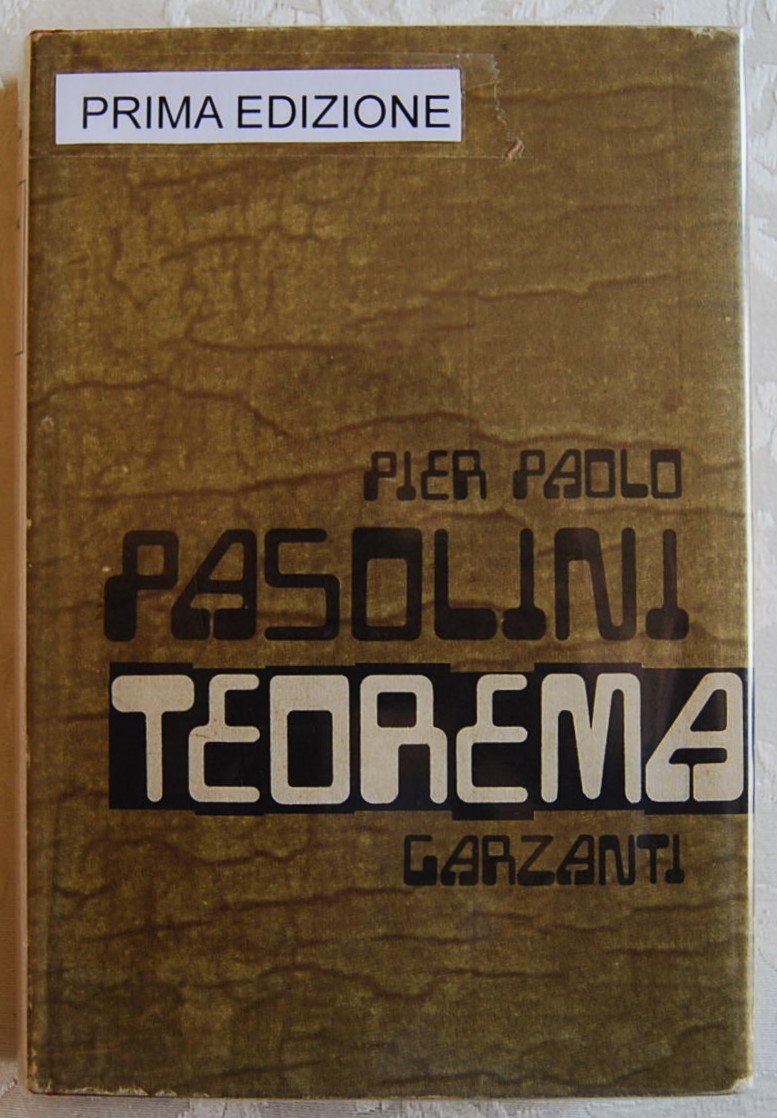 PRIMA EDIZIONE
PIER PAOLO
PASOLINI
TEOREMA
GARZANTI